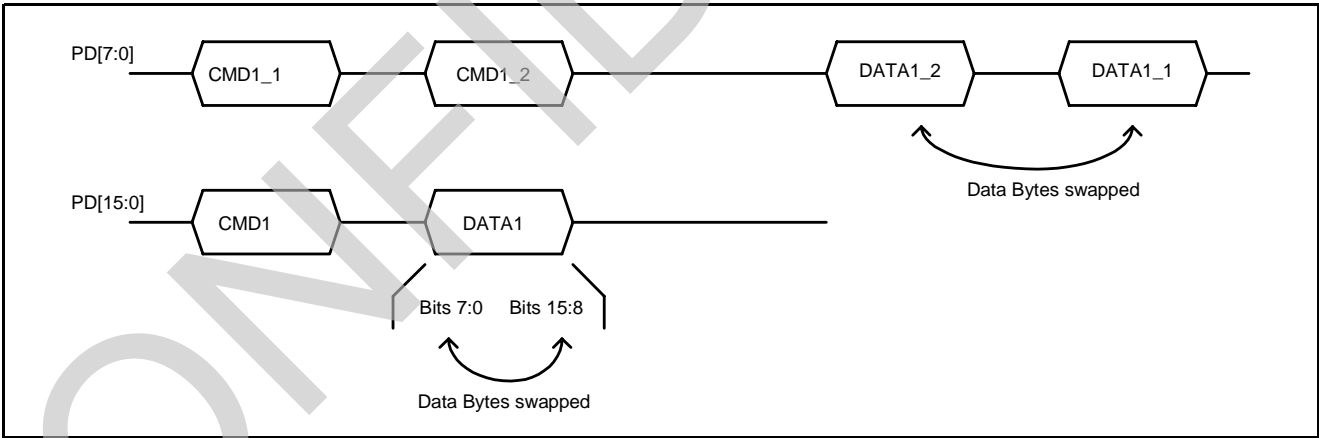 PD[7:0]
CMD1_1
CMD1_2
DATA1_2
DATA1_1
Data Bytes swapped
PD[15:0]
CMD1
DATA1
Bits 7:0
Bits 15:8
Data Bytes swapped